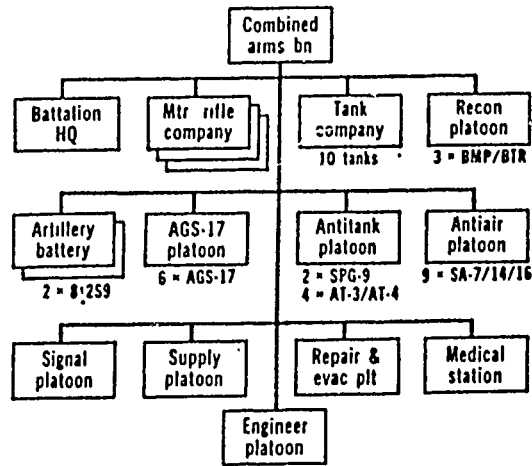 Combined
arms bn
Battalion
HQ
Mtr rifle
company
Tank
company
10 tanks
Recon
platoon
3 = BMP/BTR
Artillery
battery
2 =
AGS-17
platoon
6 = AGS-17
Antitank
platoon
2 = SPG-9
4 = AT-3/AT-4
Antiair
platoon
9 = SA-7/14/16
Signal
platoon
Supply
platoon
Repair &
evac plt
Medical
station
Engineer
platoon